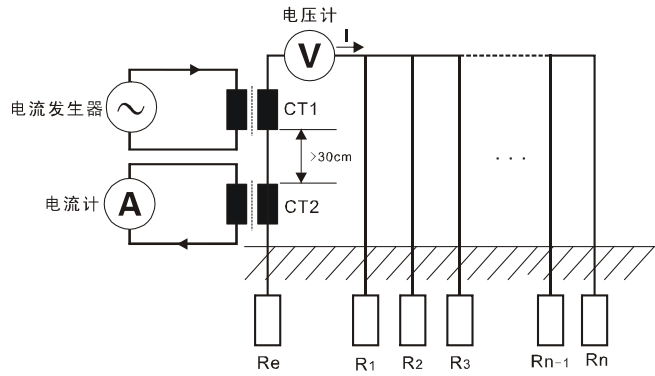 电压计
I
V
电流发生器
CT1
>30cm
电流计
A
CT2
...
Re
R1
R2
R3
Rn-1
Rn